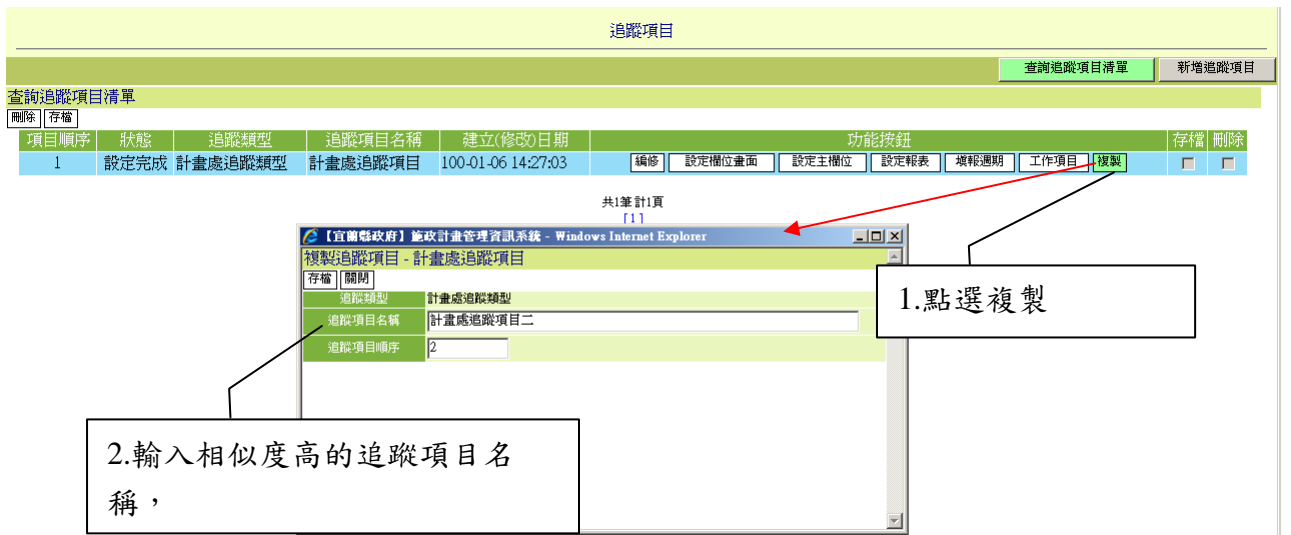 追蹤項目
查詢追蹤項目清單 新增追蹤項目
查詢追蹤項目清單
刪除 存檔
項目順序 狀態 追蹤類型 追蹤項目名稱 建立(修改)日期 功能按鈕 存檔 刪除
1 設定完成 計畫處追蹤類型 計畫處追蹤項目 100-01-06 14:27:03 編修 設定欄位畫面 設定主欄位 設定報表 填報週期 工作項目 複製
共1筆 計1頁
[1]
【宜蘭縣政府】施政計畫管理資訊系統 - Windows Internet Explorer
複製追蹤項目 - 計畫處追蹤項目
存檔 關閉
追蹤類型 計畫處追蹤類型
追蹤項目名稱 計畫處追蹤項目二
追蹤項目順序 2
1.點選複製
2.輸入相似度高的追蹤項目名
稱，